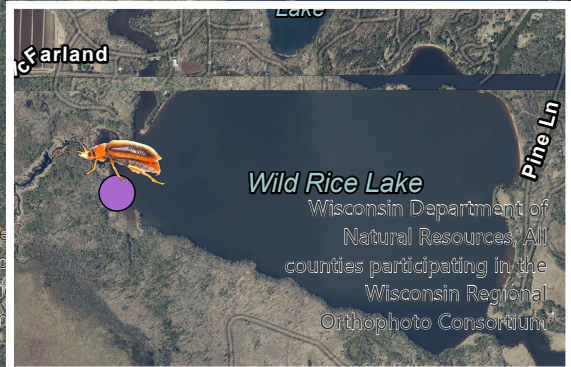 Lake
cFarland
Pine Ln
Wild Rice Lake
Wisconsin Department of
Natural Resources, All
counties participating in the
Wisconsin Regional
Orthophoto Consortium